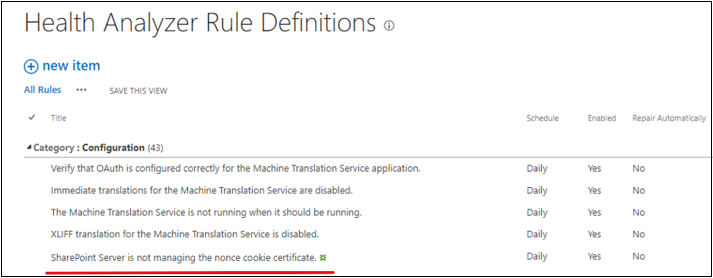 Health Analyzer Rule Definitions
new item
All Rules ••• SAVE THIS VIEW
Title Schedule Enabled Repair Automatically
Category : Configuration (43)
Verify that OAuth is configured correctly for the Machine Translation Service application. Daily Yes No
Immediate translations for the Machine Translation Service are disabled. Daily Yes No
The Machine Translation Service is not running when it should be running. Daily Yes No
XLIFF translation for the Machine Translation Service is disabled. Daily Yes No
SharePoint Server is not managing the nonce cookie certificate. Daily Yes No